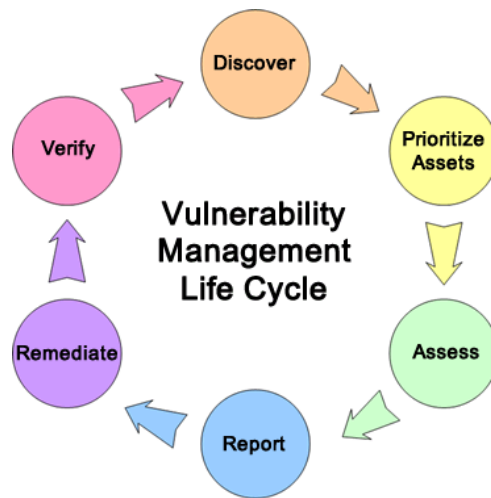 Discover
Prioritize
Assets
Assess
Report
Remediate
Verify
Vulnerability
Management
Life Cycle